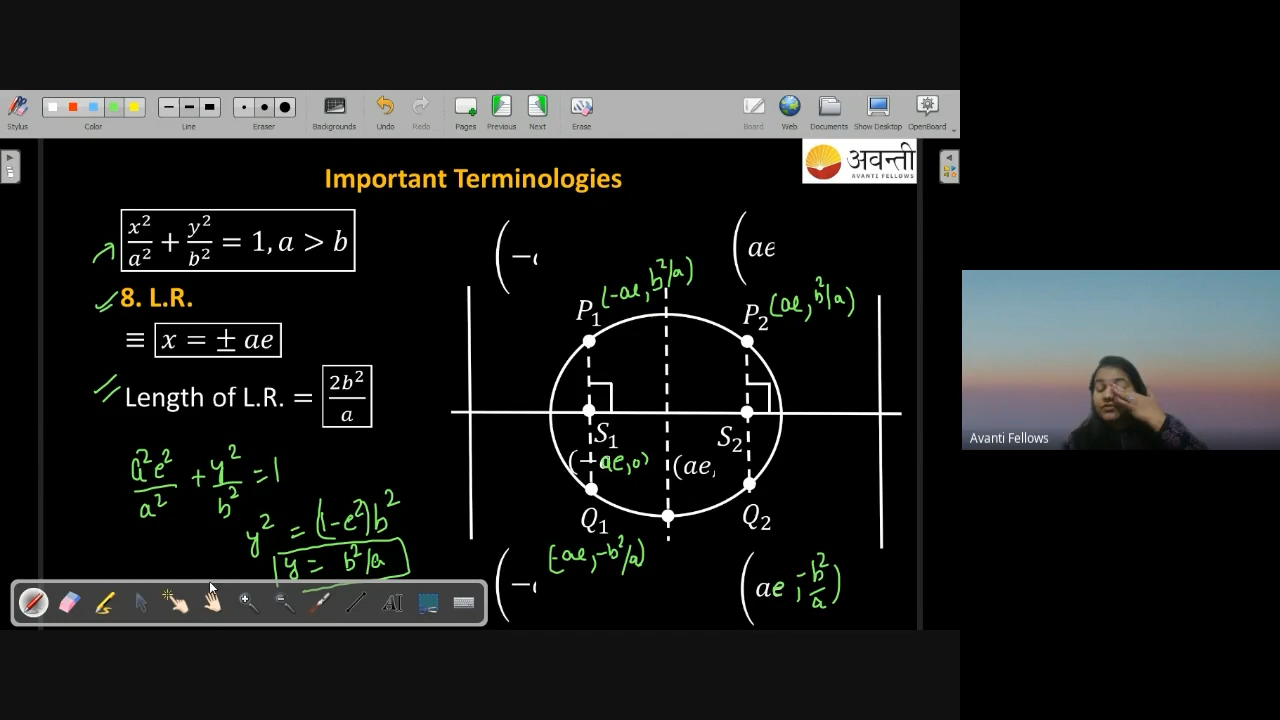 Stylus
Color
Line
Eraser
Backgrounds
Undo
Redo
Pages
Previous
Next
Erase
Board
Web
Documents
Show Desktop
OpenBoard
Important Terminologies
अवन्ती
AVANTI FELLOWS
x²/a² + y²/b² = 1, a > b
8. L.R.
≡ x = ± ae
Length of L.R. = 2b²/a
a²e²/a² + y²/b² = 1
y² = (1-e²)b²
y = b²/a
(−a
(ae
P₁ (-ae, b²/a)
P₂ (ae, b²/a)
S₁
S₂
(−ae, 0)
(ae,
Q₁
Q₂
(-ae, -b²/a)
(−a
(ae, -b²/a)
AI
Avanti Fellows